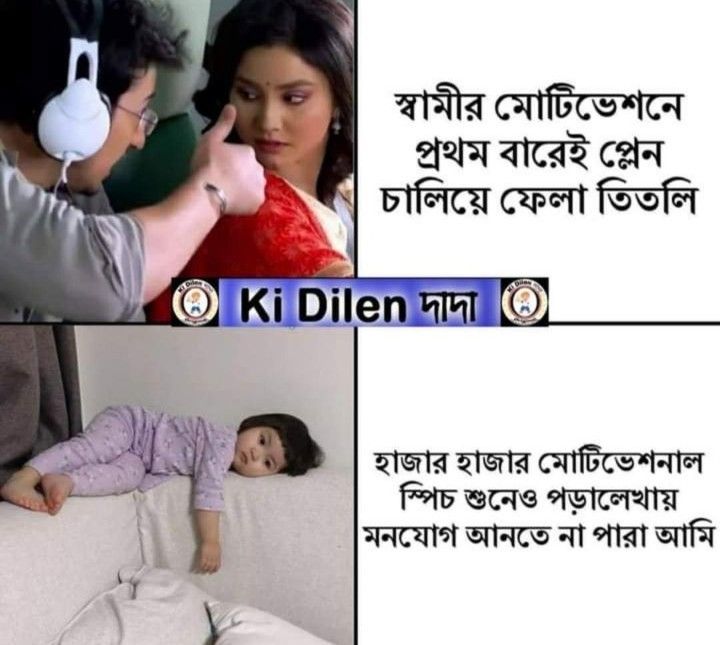 স্বামীর মোটিভেশনে
প্রথম বারেই প্লেন
চালিয়ে ফেলা তিতলি
Ki Dilen দাদা
হাজার হাজার মোটিভেশনাল
স্পিচ শুনেও পড়ালেখায়
মনযোগ আনতে না পারা আমি